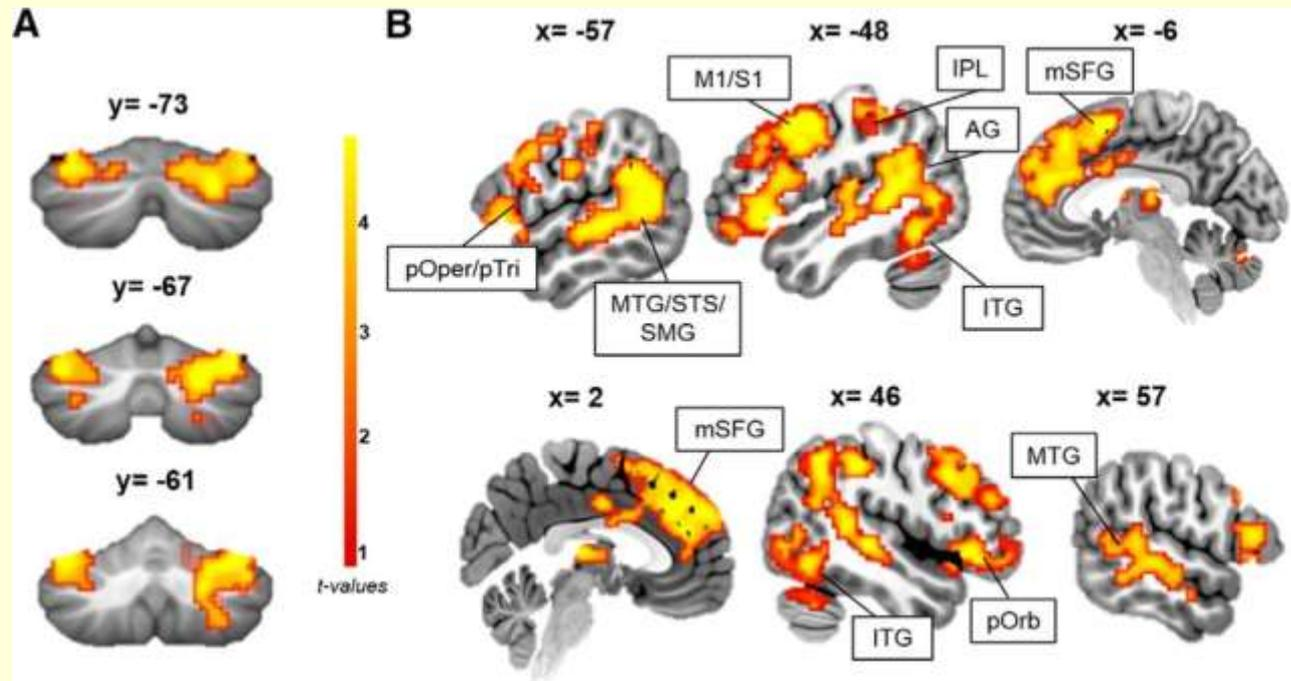 A
B
y= -73
y= -67
y= -61
4
3
2
1
t-values
x= -57
x= -48
x= -6
M1/S1
IPL
mSFG
AG
pOper/pTri
MTG/STS/
SMG
ITG
x= 2
x= 46
x= 57
mSFG
MTG
ITG
pOrb